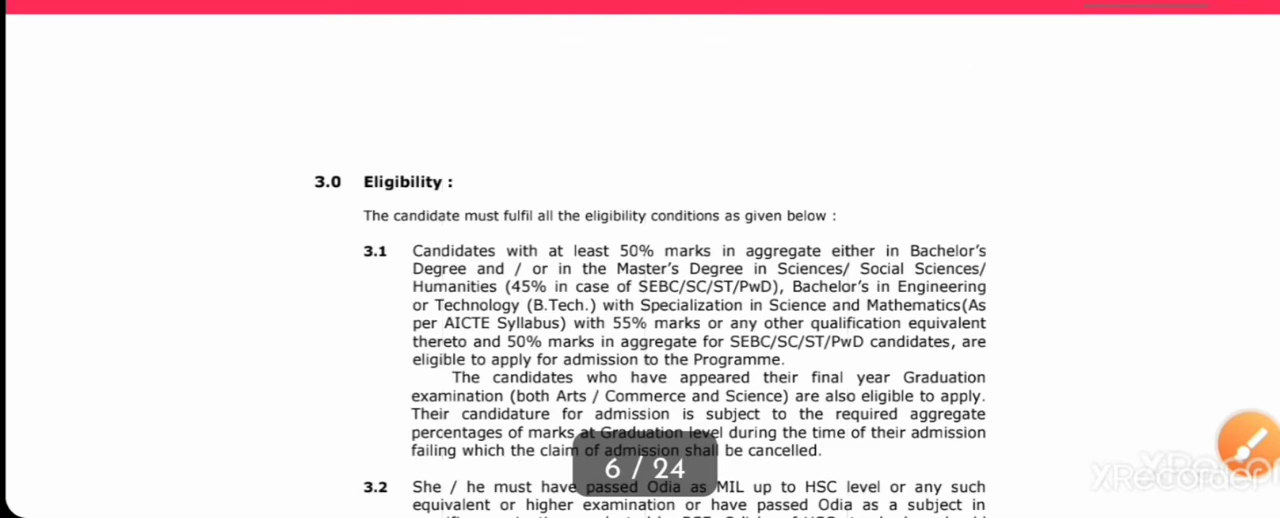 3.0 Eligibility :
The candidate must fulfil all the eligibility conditions as given below :
3.1 Candidates with at least 50% marks in aggregate either in Bachelor's
Degree and / or in the Master's Degree in Sciences/ Social Sciences/
Humanities (45% in case of SEBC/SC/ST/PwD), Bachelor's in Engineering
or Technology (B.Tech.) with Specialization in Science and Mathematics(As
per AICTE Syllabus) with 55% marks or any other qualification equivalent
thereto and 50% marks in aggregate for SEBC/SC/ST/PwD candidates, are
eligible to apply for admission to the Programme.
The candidates who have appeared their final year Graduation
examination (both Arts / Commerce and Science) are also eligible to apply.
Their candidature for admission is subject to the required aggregate
percentages of marks at Graduation level during the time of their admission
failing which the claim of admission shall be cancelled.
6 / 24
3.2 She / he must have passed Odia as MIL up to HSC level or any such
equivalent or higher examination or have passed Odia as a subject in
XRecorder